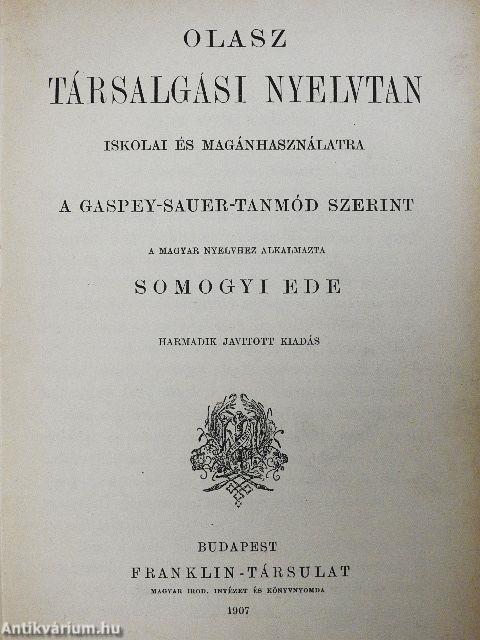 OLASZ
TÁRSALGÁSI NYELVTAN
ISKOLAI ÉS MAGÁNHASZNÁLATRA
A GASPEY-SAUER-TANMÓD SZERINT
A MAGYAR NYELVHEZ ALKALMAZTA
SOMOGYI EDE
HARMADIK JAVITOTT KIADÁS
BUDAPEST
FRANKLIN-TÁRSULAT
MAGYAR IROD. INTÉZET ÉS KÖNYVNYOMDA
1907
Antikvárium.hu